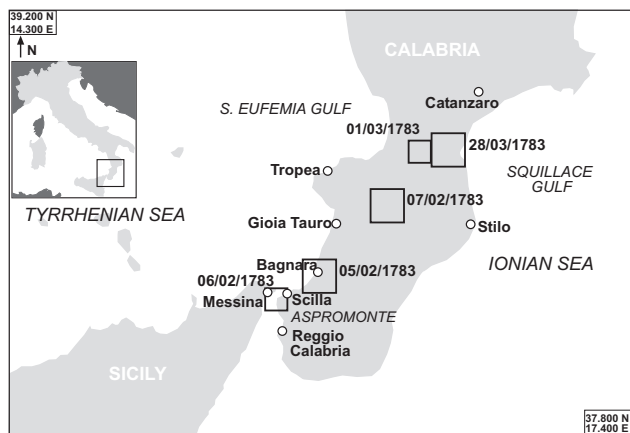 39.200 N
14.300 E
N
CALABRIA
Catanzaro
S. EUFEMIA GULF
01/03/1783
28/03/1783
Tropea
SQUILLACE
GULF
07/02/1783
TYRRHENIAN SEA
Gioia Tauro
Stilo
Bagnara
05/02/1783
IONIAN SEA
06/02/1783
Messina
Scilla
ASPROMONTE
Reggio
Calabria
SICILY
37.800 N
17.400 E